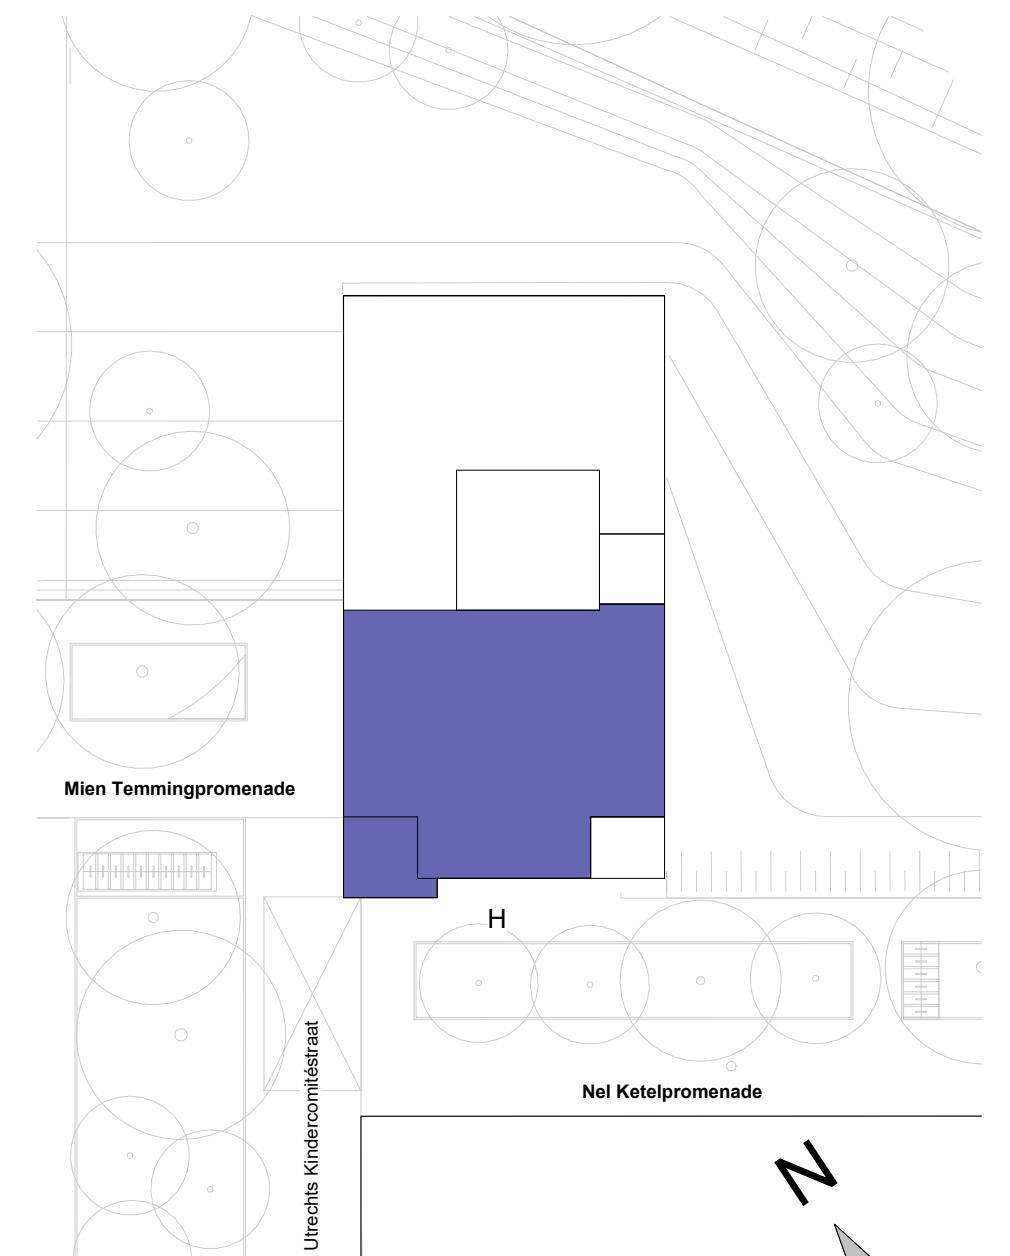 Mien Temmingpromenade
H
Utrechts Kindercomitéstraat
Nel Ketelpromenade
N